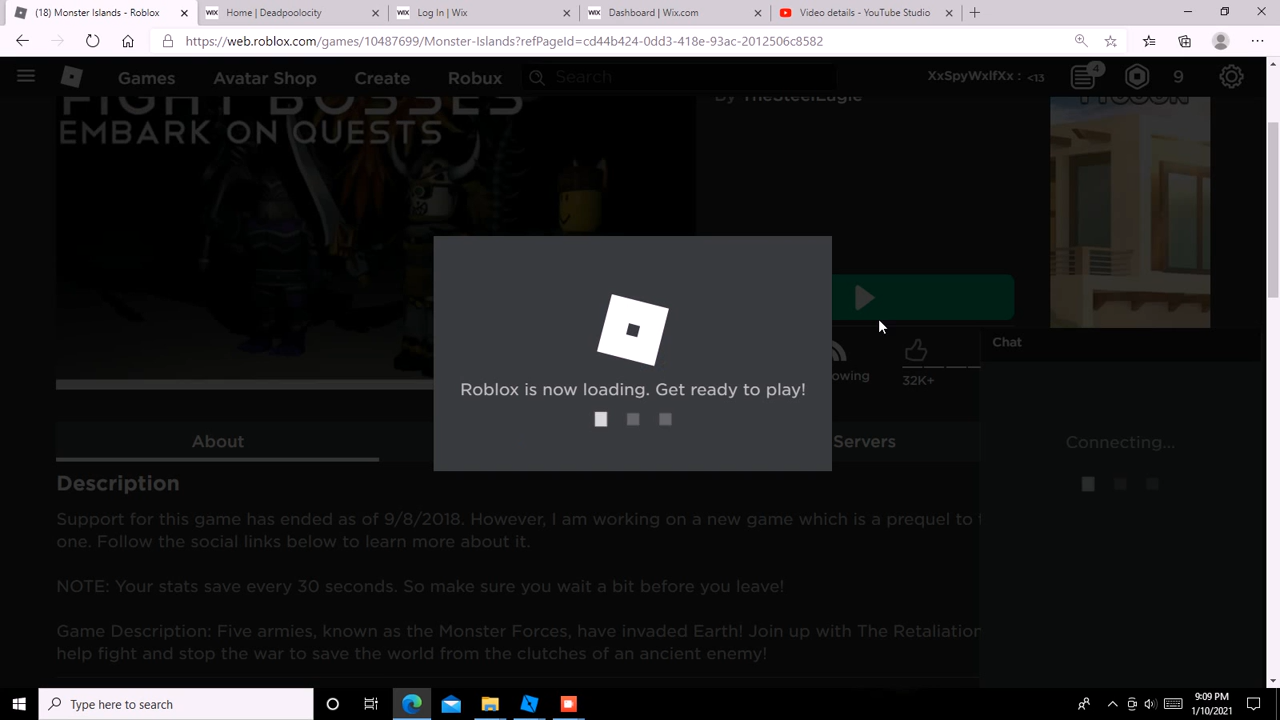 (18) Monster Islands - Roblox
Home | Deadpoolocity
Log In | Wix
Dashboard | Wix.com
Video details - YouTube Studio
WIX
WIX
WIX
https://web.roblox.com/games/10487699/Monster-Islands?refPageId=cd44b424-0dd3-418e-93ac-2012506c8582
Games
Avatar Shop
Create
Robux
Search
XxSpyWxlfXx : <13
4
9
FIGHT BOSSES
EMBARK ON QUESTS
By TheSteelEagle
TYCOON
Roblox is now loading. Get ready to play!
owing
32K+
Chat
Connecting...
About
Servers
Description
Support for this game has ended as of 9/8/2018. However, I am working on a new game which is a prequel to
one. Follow the social links below to learn more about it.
NOTE: Your stats save every 30 seconds. So make sure you wait a bit before you leave!
Game Description: Five armies, known as the Monster Forces, have invaded Earth! Join up with The Retaliation
help fight and stop the war to save the world from the clutches of an ancient enemy!
Type here to search
9:09 PM
1/10/2021